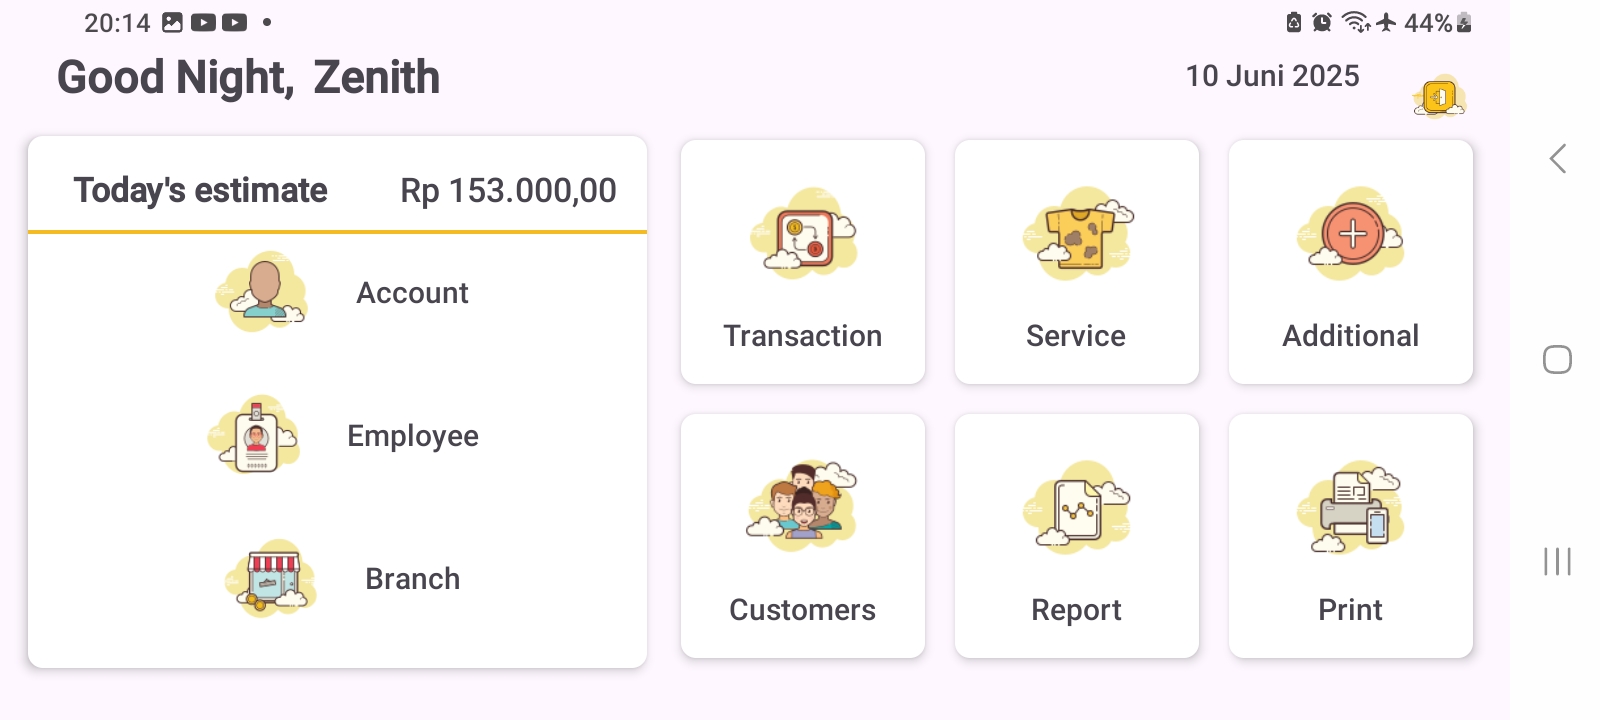 20:14
44%
Good Night, Zenith
10 Juni 2025
Today's estimate Rp 153.000,00
Account
Employee
Branch
Transaction
Service
Additional
Customers
Report
Print